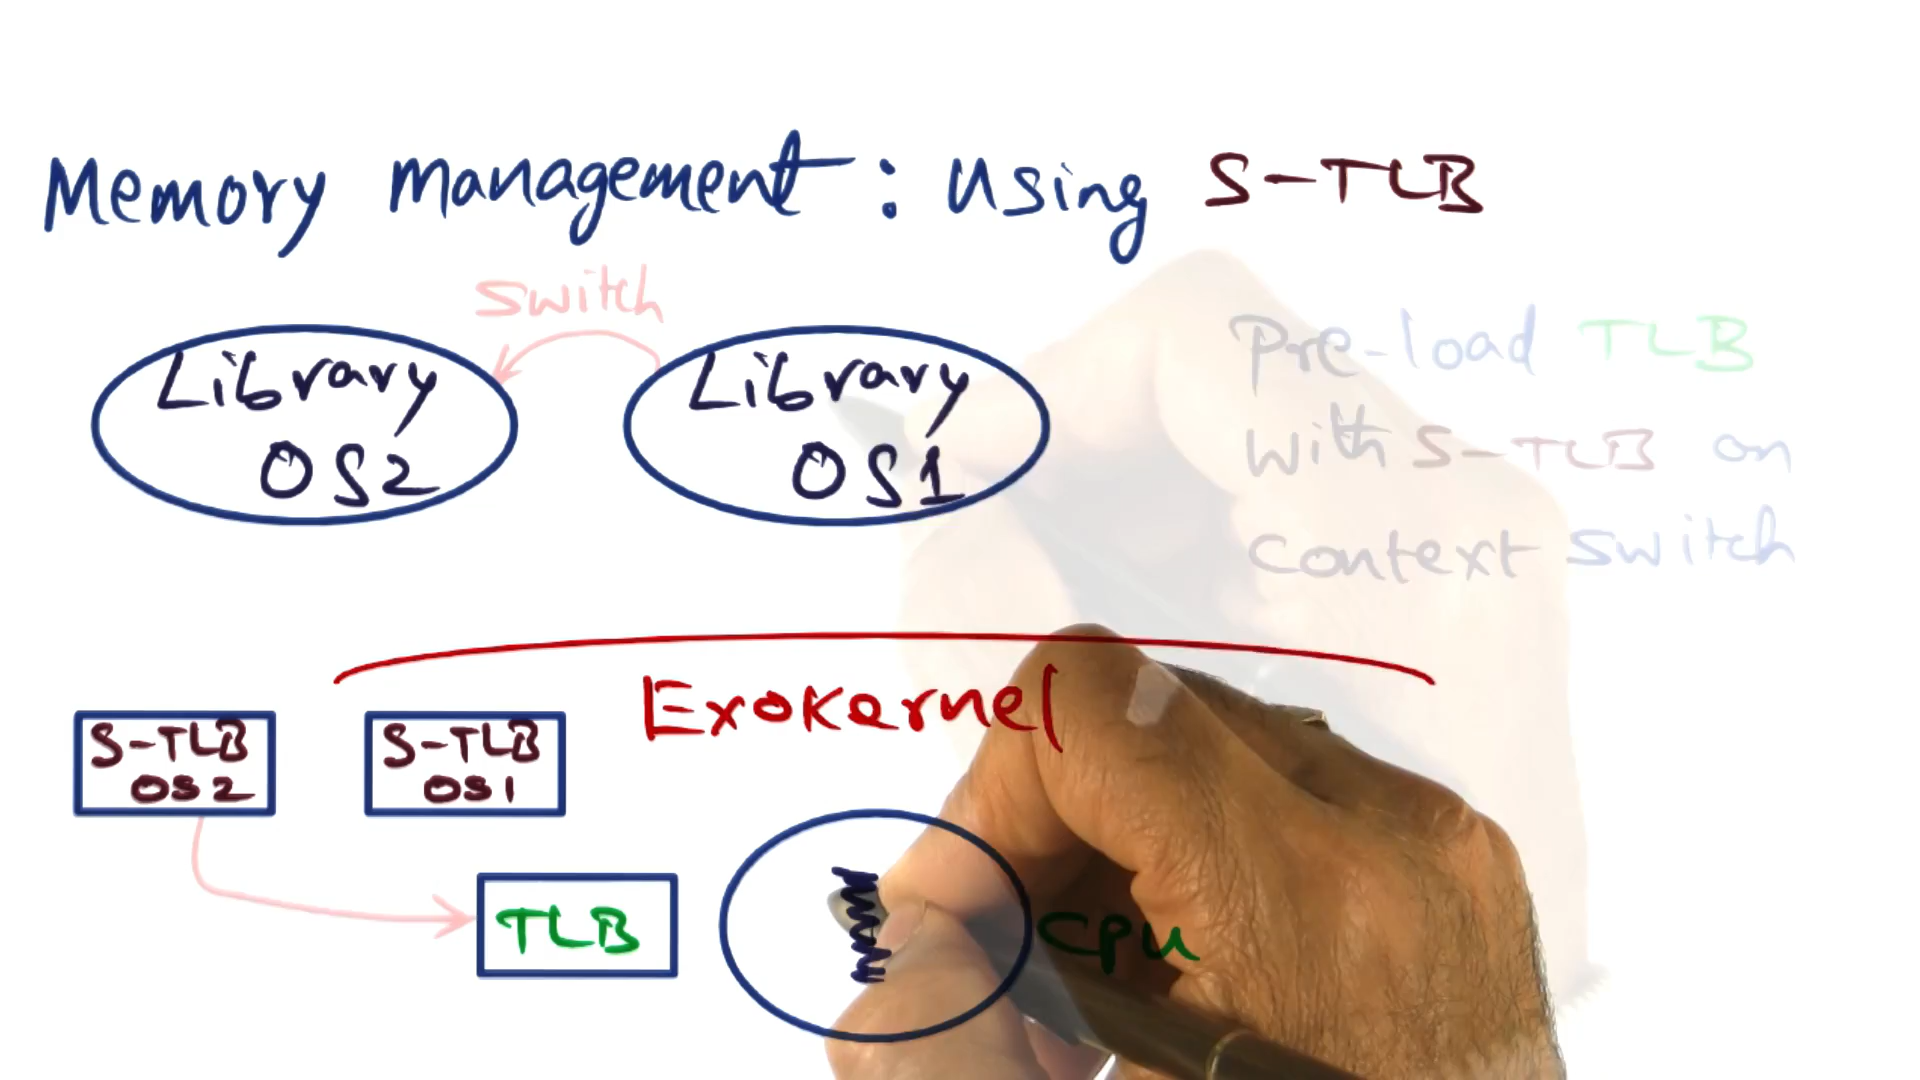 Memory management: Using S-TLB
Switch
Library
OS2
Library
OS1
Pre-load TLB
with S-TLB on
context switch
Exokernel
S-TLB
OS2
S-TLB
OS1
TLB
CPU